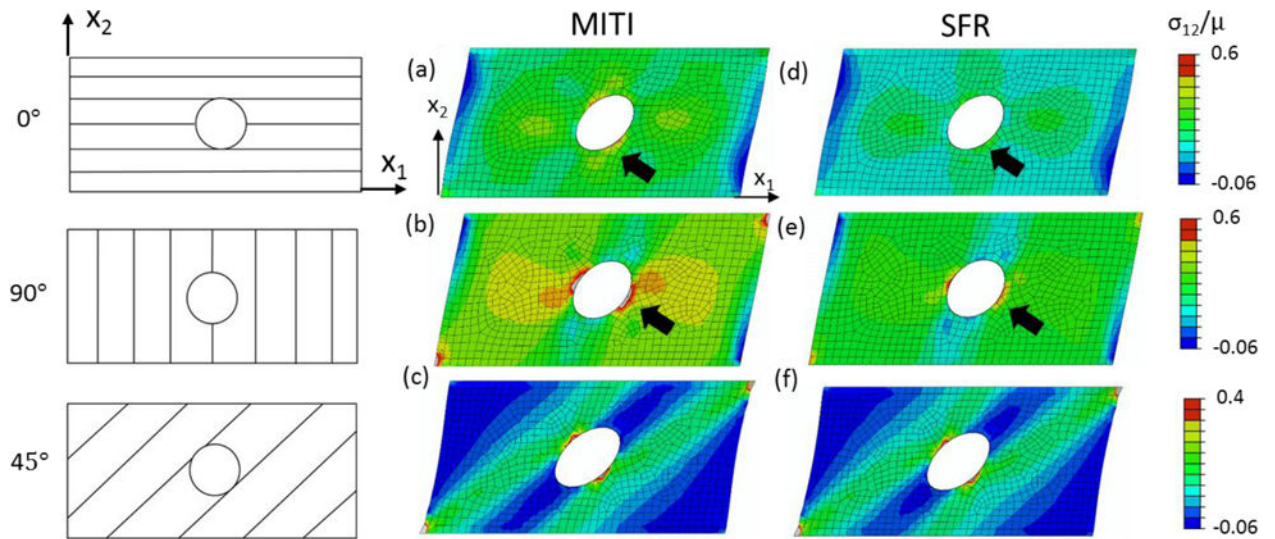 x₂
MITI
SFR
σ₁₂/μ
0°
x₁
(a)
x₂
x₁
(d)
0.6
-0.06
90°
(b)
(e)
0.6
-0.06
45°
(c)
(f)
0.4
-0.06